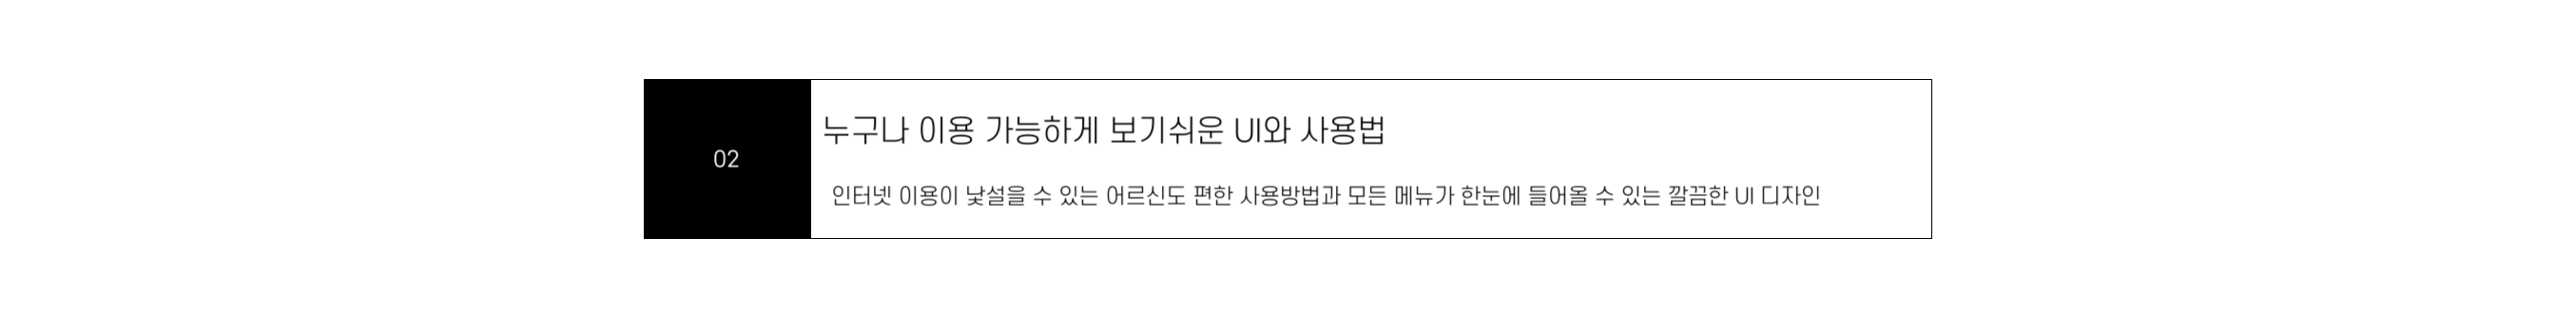 02
누구나 이용 가능하게 보기쉬운 UI와 사용법
인터넷 이용이 낯설을 수 있는 어르신도 편한 사용방법과 모든 메뉴가 한눈에 들어올 수 있는 깔끔한 UI 디자인